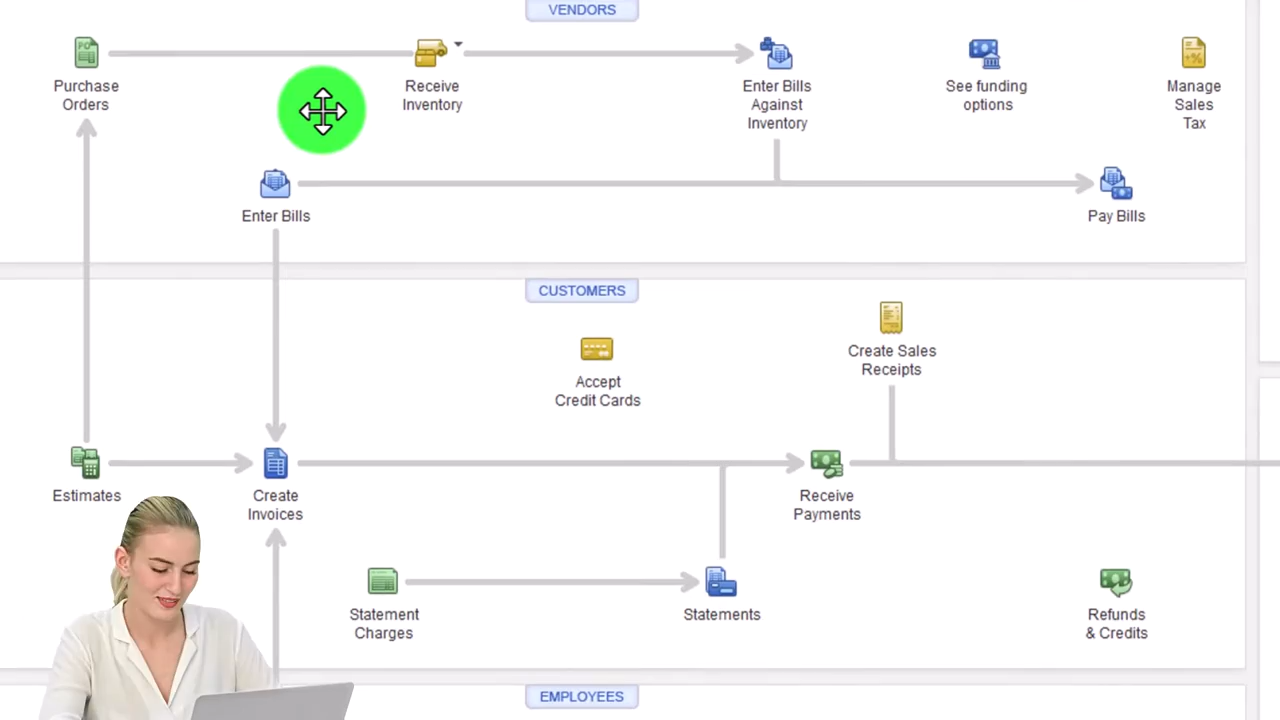 VENDORS
Purchase
Orders
Receive
Inventory
Enter Bills
Against
Inventory
See funding
options
Manage
Sales
Tax
Enter Bills
Pay Bills
CUSTOMERS
Accept
Credit Cards
Create Sales
Receipts
Estimates
Create
Invoices
Receive
Payments
Statement
Charges
Statements
Refunds
& Credits
EMPLOYEES